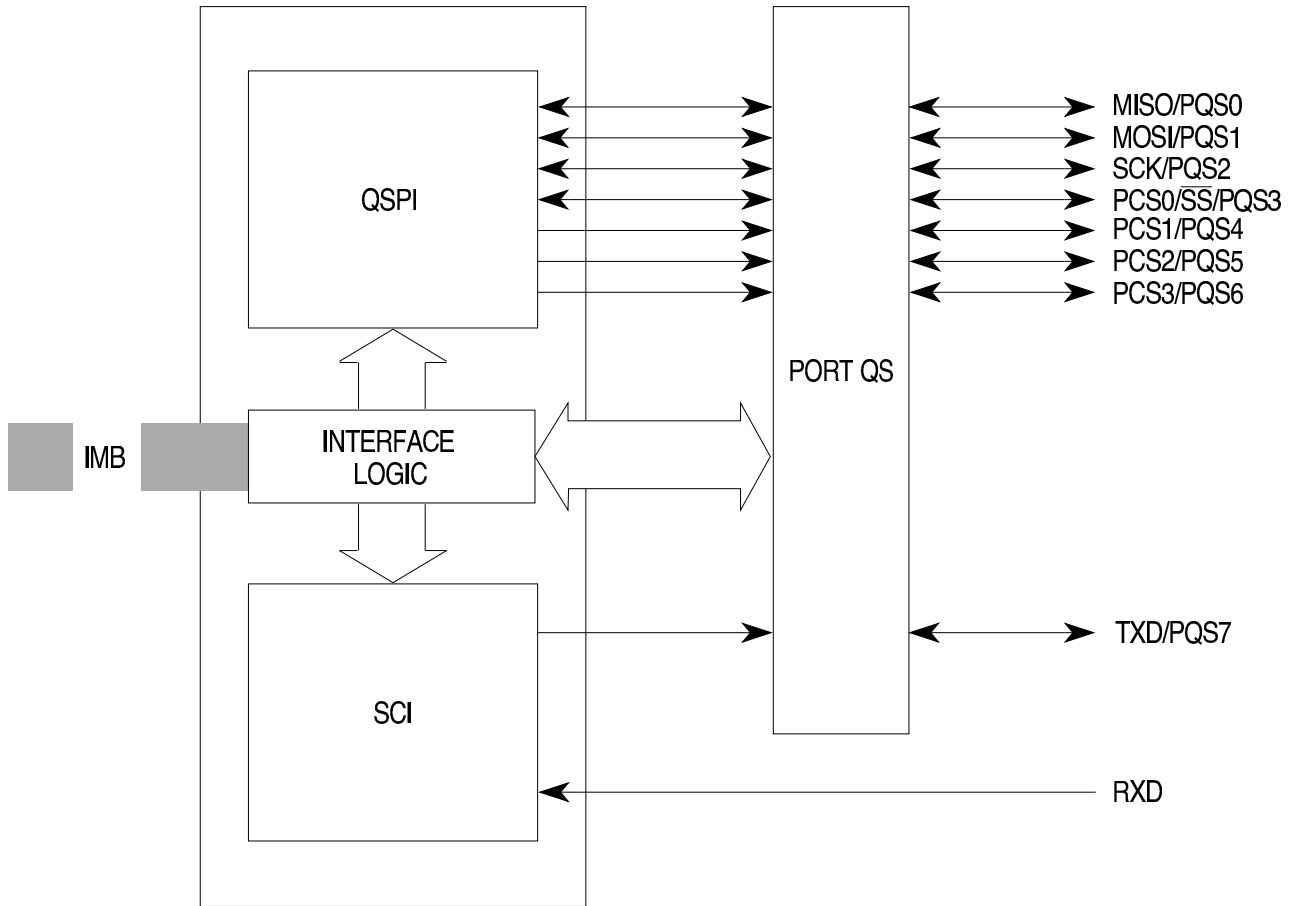 MISO/PQS0
MOSI/PQS1
SCK/PQS2
PCS0/S̅S̅/PQS3
PCS1/PQS4
PCS2/PQS5
PCS3/PQS6
QSPI
PORT QS
IMB
INTERFACE
LOGIC
TXD/PQS7
SCI
RXD